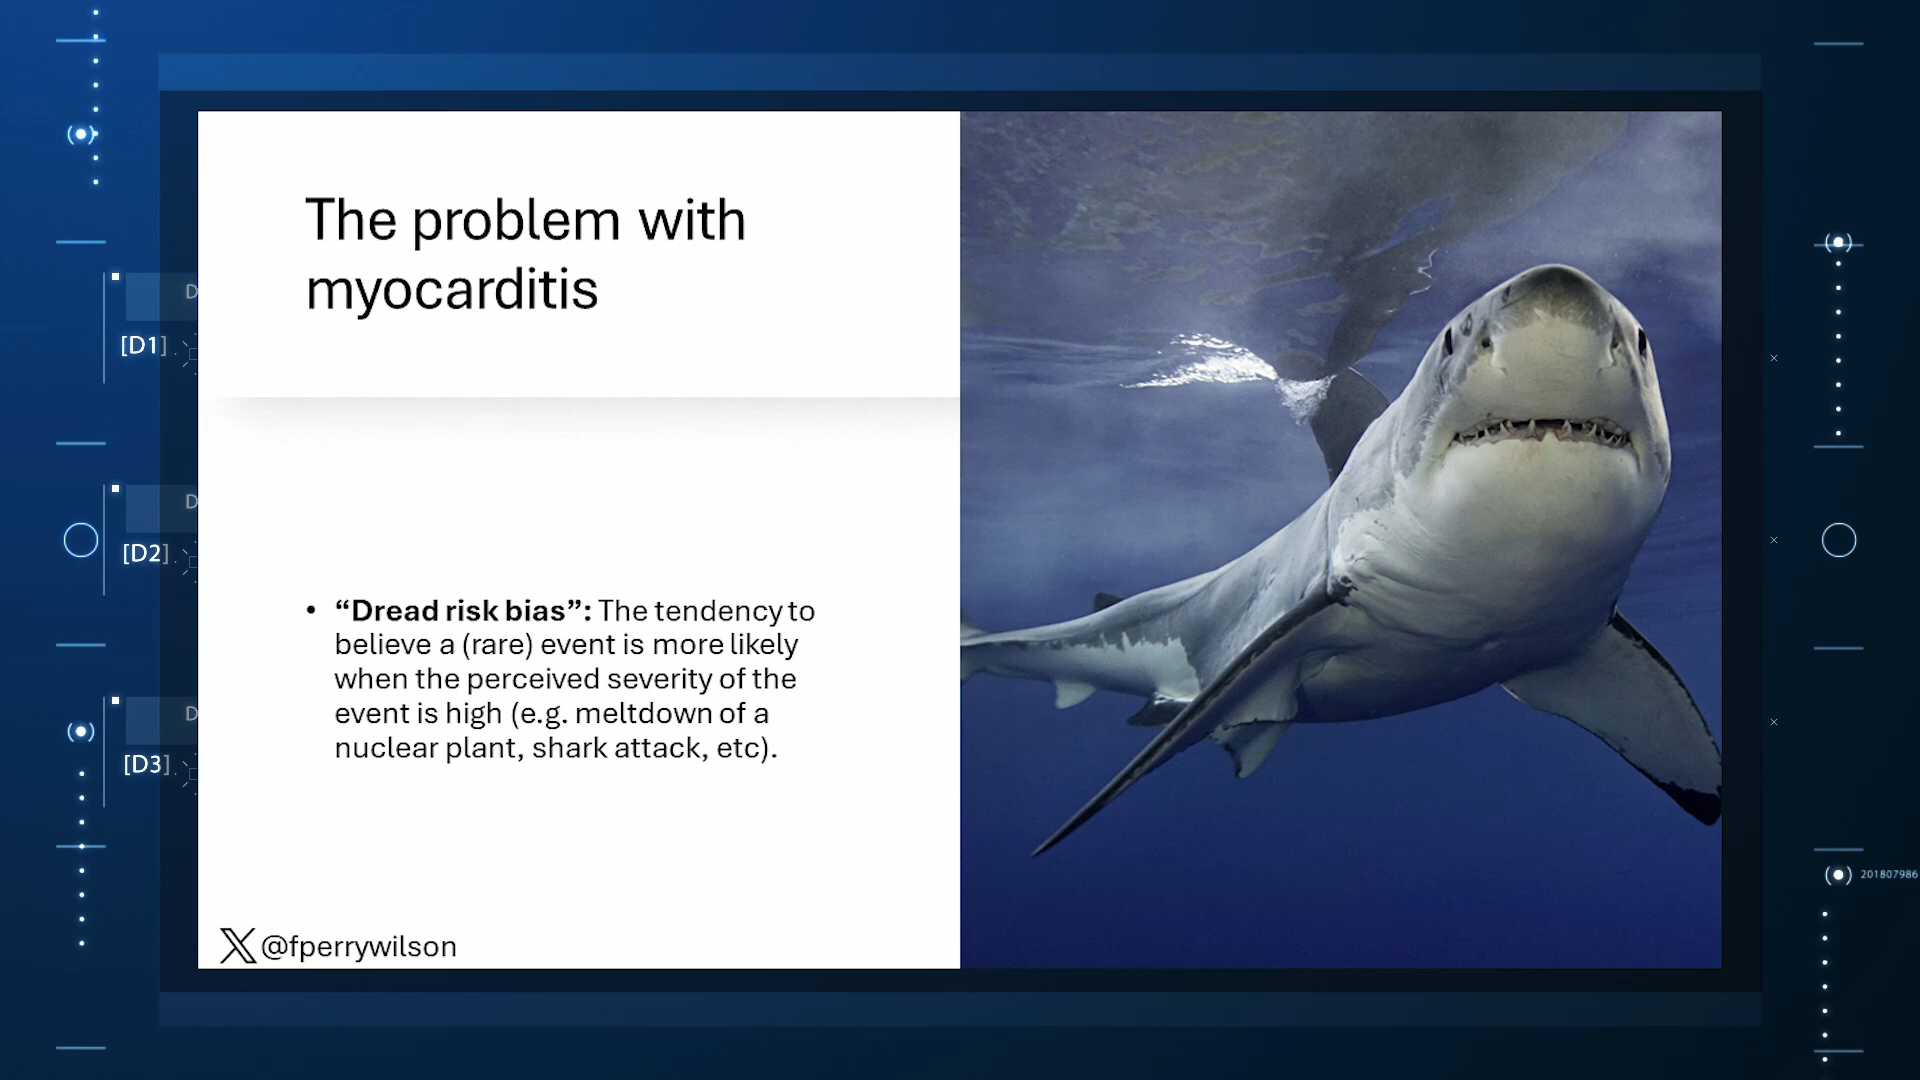 The problem with
myocarditis
• “Dread risk bias”: The tendency to
believe a (rare) event is more likely
when the perceived severity of the
event is high (e.g. meltdown of a
nuclear plant, shark attack, etc).
X @fperrywilson
D
[D1]
D
[D2]
D
[D3]
201807986